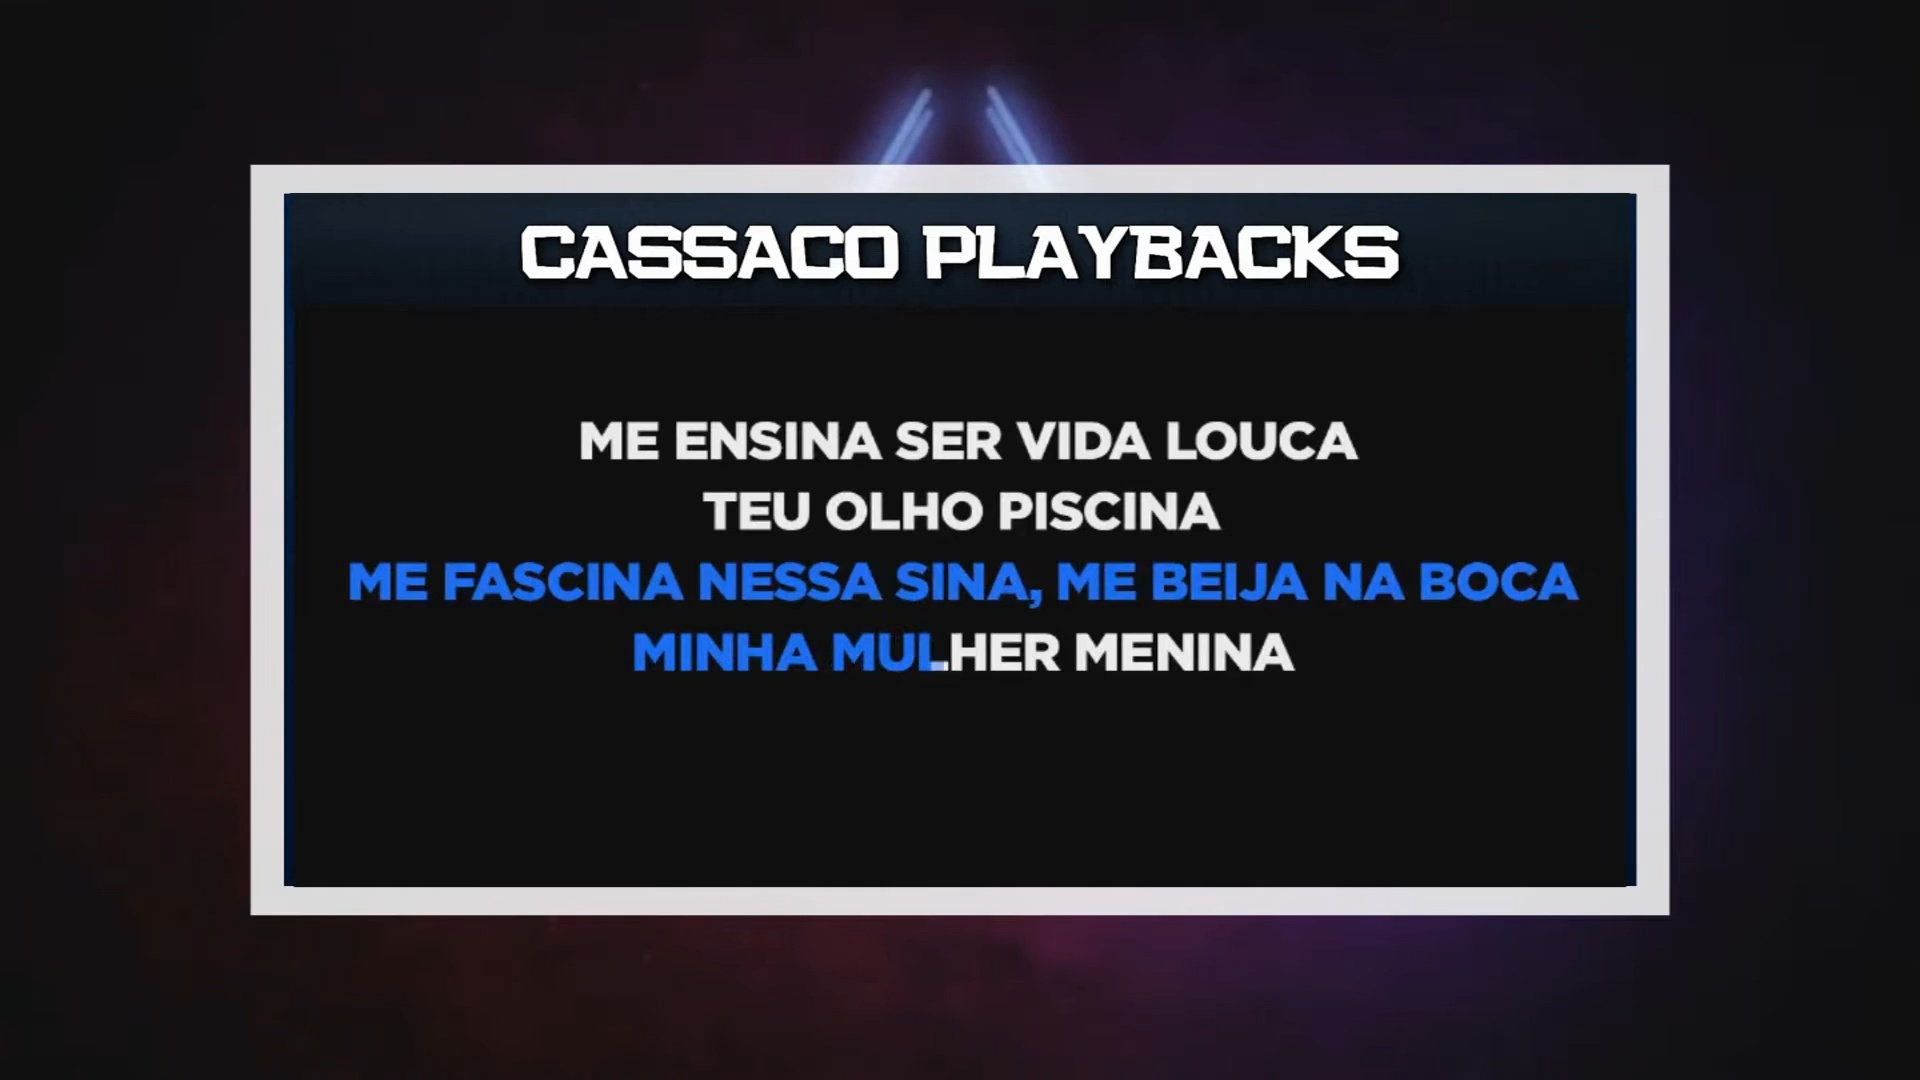 CASSACO PLAYBACKS
ME ENSINA SER VIDA LOUCA
TEU OLHO PISCINA
ME FASCINA NESSA SINA, ME BEIJA NA BOCA
MINHA MULHER MENINA